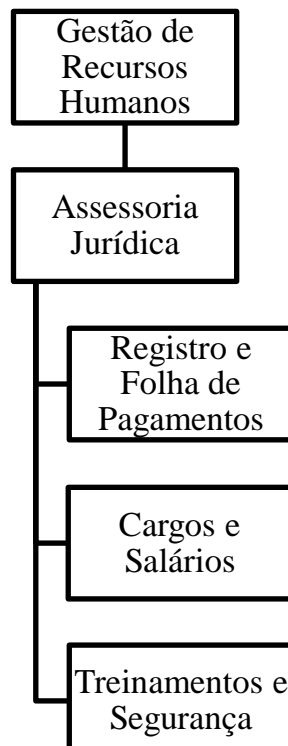 Gestão de
Recursos
Humanos
Assessoria
Jurídica
Registro e
Folha de
Pagamentos
Cargos e
Salários
Treinamentos e
Segurança